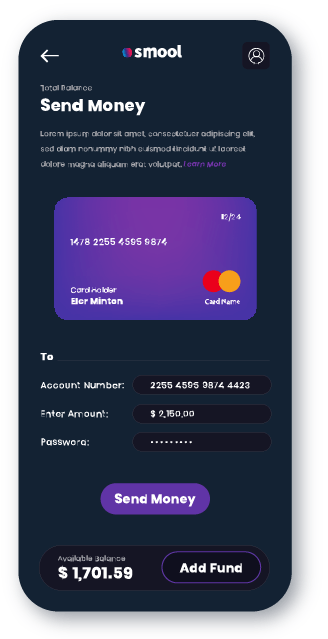 smool
Total Balance
Send Money
Lorem ipsum dolor sit amet, consectetuer adipiscing elit,
sed diam nonummy nibh euismod tincidunt ut laoreet
dolore magna aliquam erat volutpat. Learn More
12/24
1478 2255 4595 9874
Card holder
Eler Minton
Card Name
To
Account Number: 2255 4595 9874 4423
Enter Amount: $ 2,150.00
Password: •••••••••
Send Money
Available Balance
$ 1,701.59
Add Fund